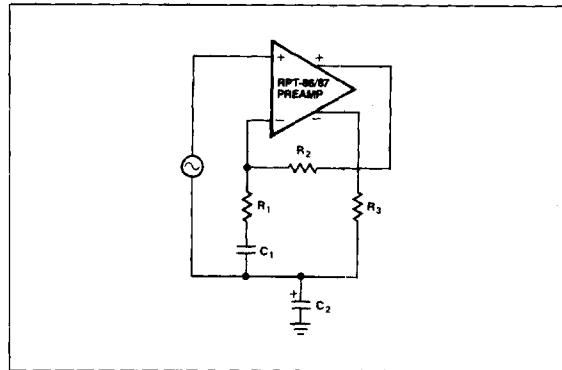 + +
RPT-86/87
PREAMP
− −
R2
R1
R3
C1
+
C2